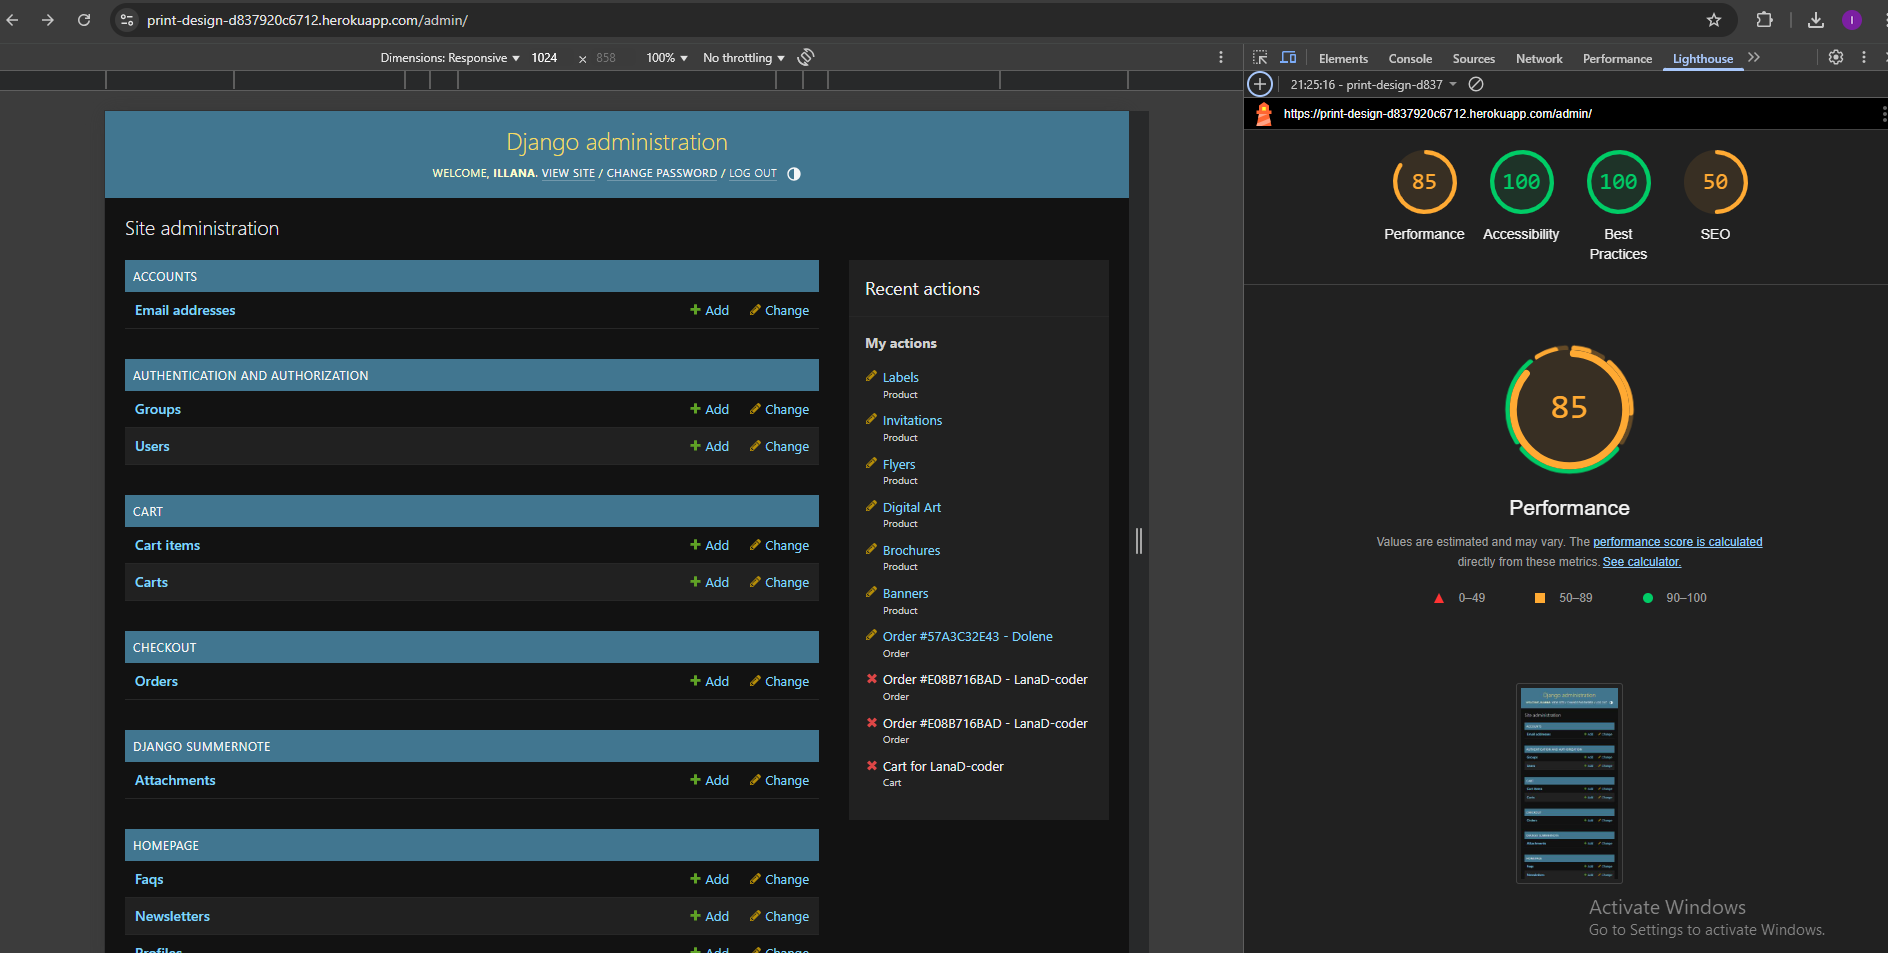 print-design-d837920c6712.herokuapp.com/admin/
Dimensions: Responsive 1024 × 858 100% No throttling
Elements Console Sources Network Performance Lighthouse
21:25:16 - print-design-d837
https://print-design-d837920c6712.herokuapp.com/admin/
Django administration
WELCOME, ILLANA. VIEW SITE / CHANGE PASSWORD / LOG OUT
Site administration
ACCOUNTS
Email addresses Add Change
AUTHENTICATION AND AUTHORIZATION
Groups Add Change
Users Add Change
CART
Cart items Add Change
Carts Add Change
CHECKOUT
Orders Add Change
DJANGO SUMMERNOTE
Attachments Add Change
HOMEPAGE
Faqs Add Change
Newsletters Add Change
Profiles Add Change
Recent actions
My actions
Labels
Product
Invitations
Product
Flyers
Product
Digital Art
Product
Brochures
Product
Banners
Product
Order #57A3C32E43 - Dolene
Order
Order #E08B716BAD - LanaD-coder
Order
Order #E08B716BAD - LanaD-coder
Order
Cart for LanaD-coder
Cart
85 100 100 50
Performance Accessibility Best Practices SEO
85
Performance
Values are estimated and may vary. The performance score is calculated
directly from these metrics. See calculator.
0–49 50–89 90–100
Django administration
Site administration
Activate Windows
Go to Settings to activate Windows.